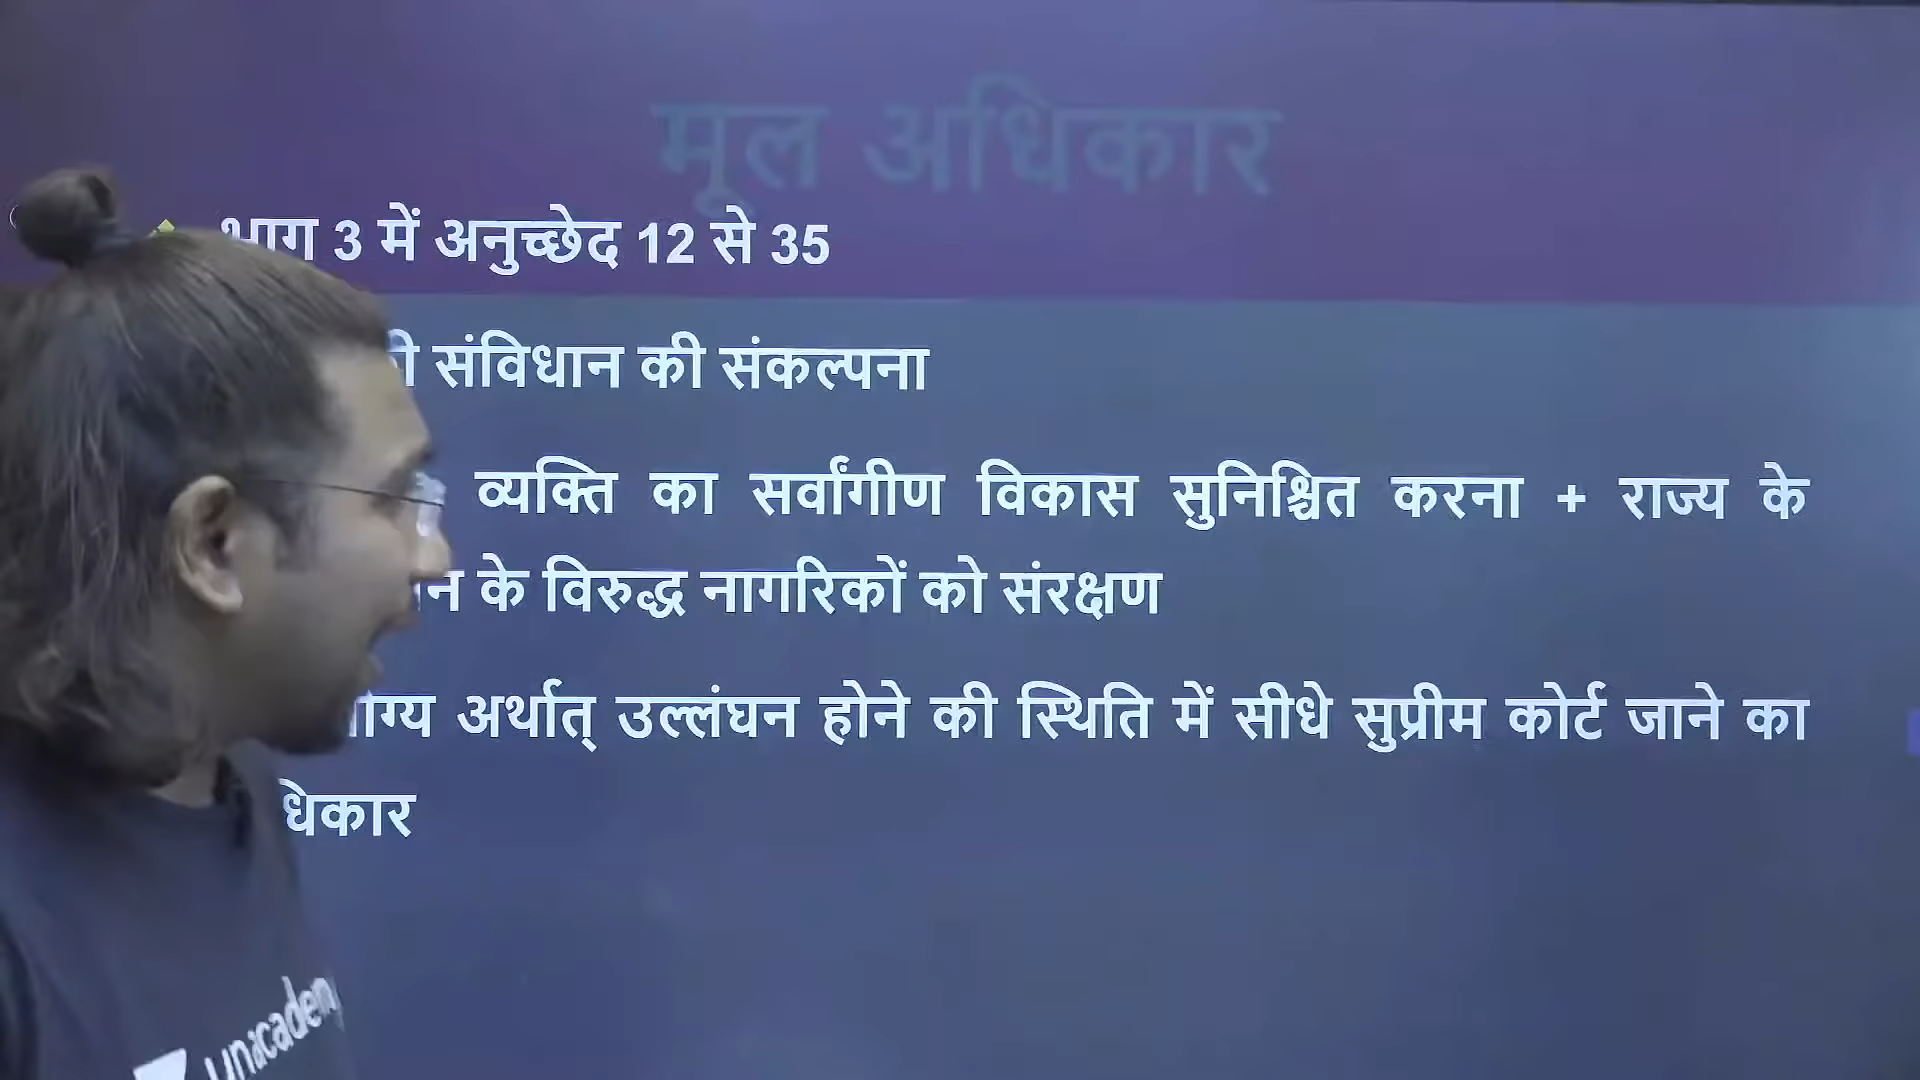 मूल अधिकार
भाग 3 में अनुच्छेद 12 से 35
संविधान की संकल्पना
व्यक्ति का सर्वांगीण विकास सुनिश्चित करना + राज्य के
के विरुद्ध नागरिकों को संरक्षण
अर्थात् उल्लंघन होने की स्थिति में सीधे सुप्रीम कोर्ट जाने का
धिकार
unacademy